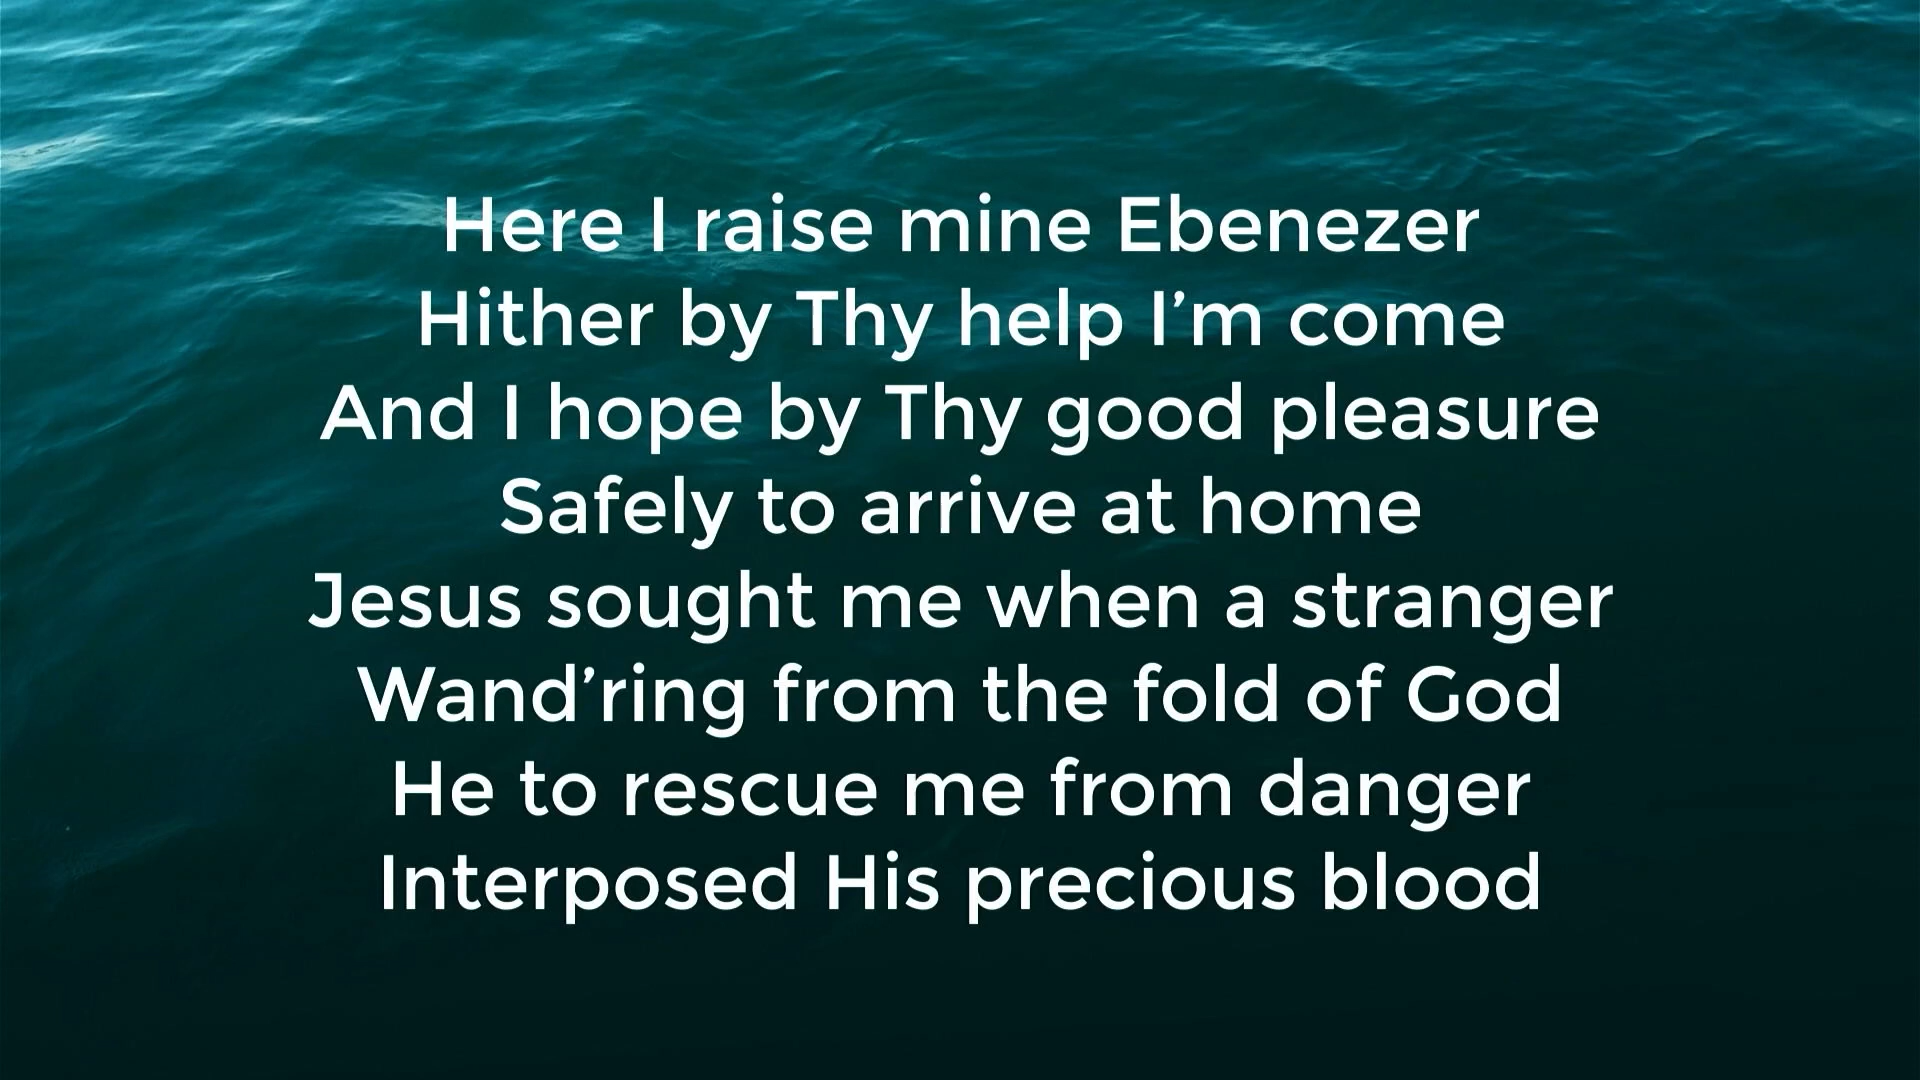 Here I raise mine Ebenezer
Hither by Thy help I’m come
And I hope by Thy good pleasure
Safely to arrive at home
Jesus sought me when a stranger
Wand’ring from the fold of God
He to rescue me from danger
Interposed His precious blood